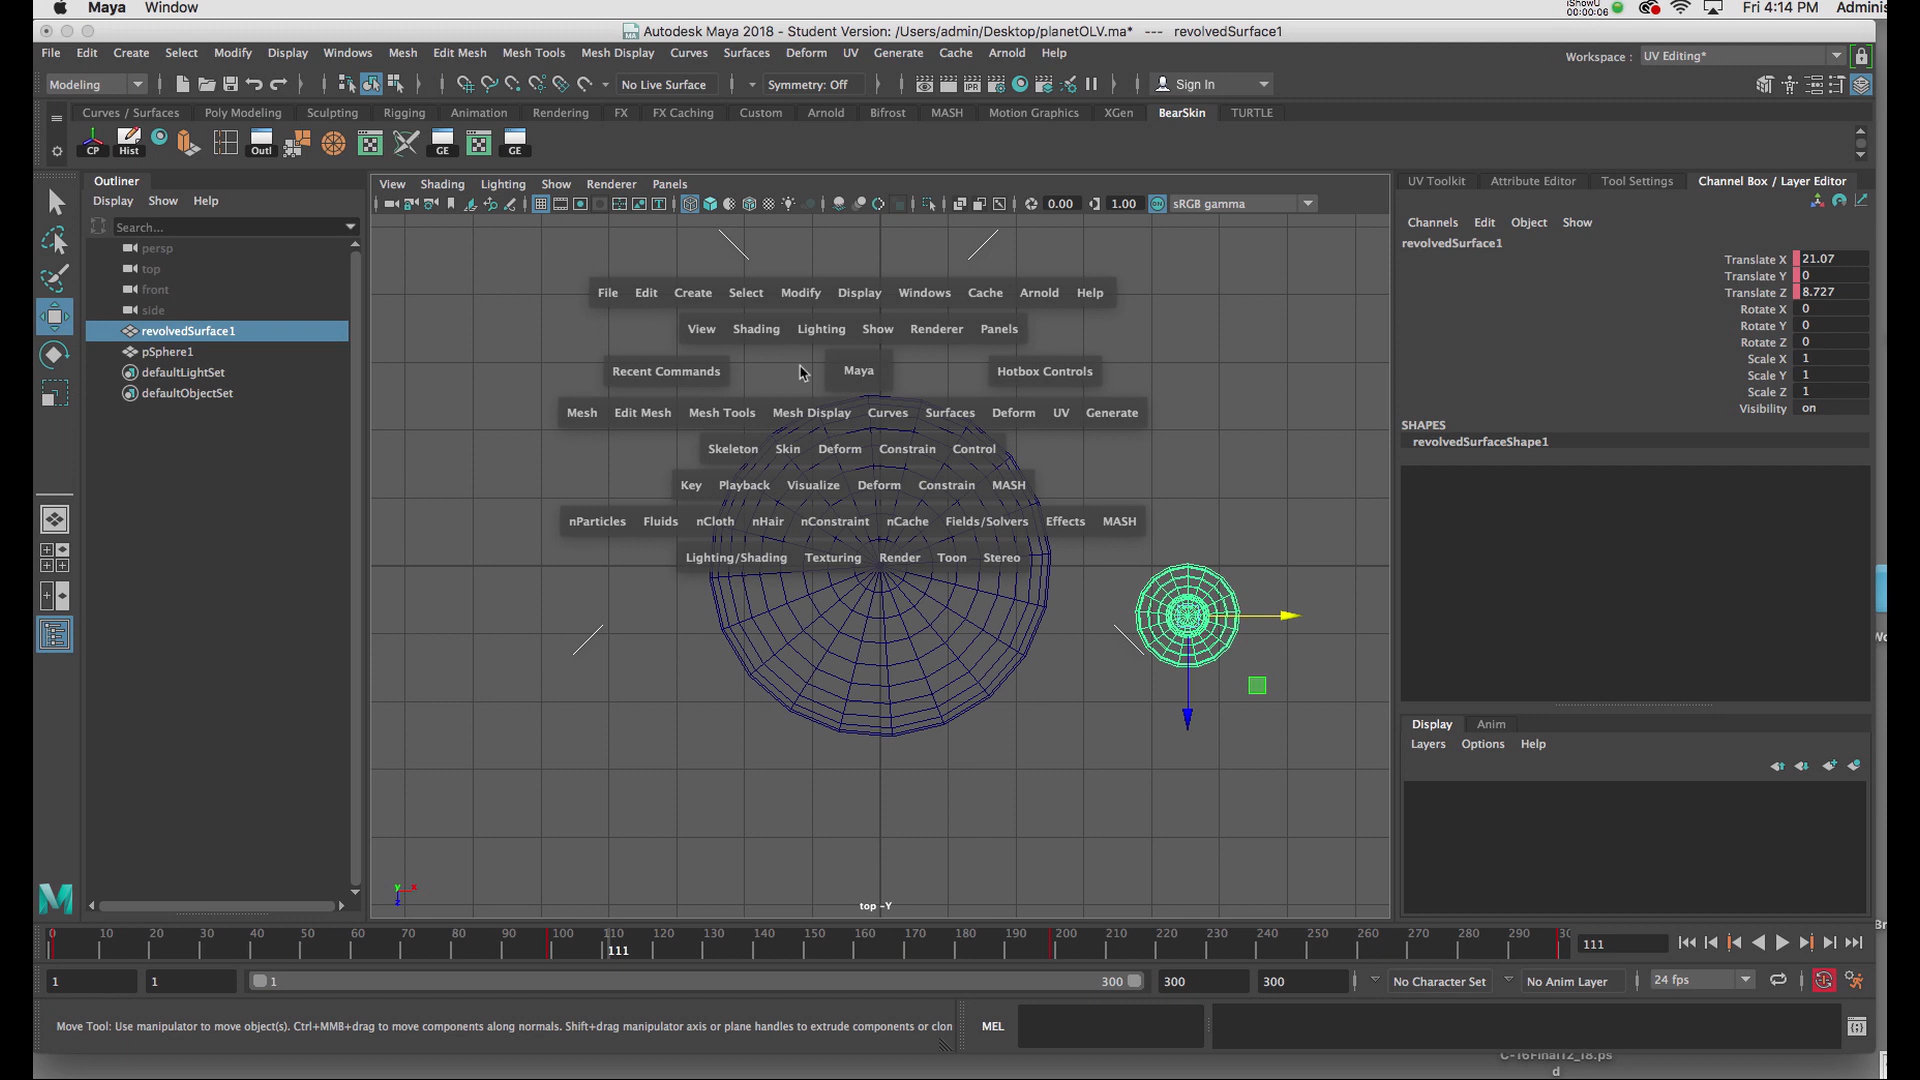 Maya Window
iShowU 00:00:06 Fri 4:14 PM Adminis
Autodesk Maya 2018 - Student Version: /Users/admin/Desktop/planetOLV.ma* --- revolvedSurface1
File Edit Create Select Modify Display Windows Mesh Edit Mesh Mesh Tools Mesh Display Curves Surfaces Deform UV Generate Cache Arnold Help
Workspace : UV Editing*
Modeling No Live Surface Symmetry: Off Sign In
Curves / Surfaces Poly Modeling Sculpting Rigging Animation Rendering FX FX Caching Custom Arnold Bifrost MASH Motion Graphics XGen BearSkin TURTLE
CP Hist Outl GE GE
Outliner
Display Show Help
Search...
persp
top
front
side
revolvedSurface1
pSphere1
defaultLightSet
defaultObjectSet
View Shading Lighting Show Renderer Panels
0.00 1.00 sRGB gamma
File Edit Create Select Modify Display Windows Cache Arnold Help
View Shading Lighting Show Renderer Panels
Recent Commands Maya Hotbox Controls
Mesh Edit Mesh Mesh Tools Mesh Display Curves Surfaces Deform UV Generate
Skeleton Skin Deform Constrain Control
Key Playback Visualize Deform Constrain MASH
nParticles Fluids nCloth nHair nConstraint nCache Fields/Solvers Effects MASH
Lighting/Shading Texturing Render Toon Stereo
y x
z
top -Y
UV Toolkit Attribute Editor Tool Settings Channel Box / Layer Editor
Channels Edit Object Show
revolvedSurface1
Translate X 21.07
Translate Y 0
Translate Z 8.727
Rotate X 0
Rotate Y 0
Rotate Z 0
Scale X 1
Scale Y 1
Scale Z 1
Visibility on
SHAPES
revolvedSurfaceShape1
Display Anim
Layers Options Help
0 10 20 30 40 50 60 70 80 90 100 110 120 130 140 150 160 170 180 190 200 210 220 230 240 250 260 270 280 290 30
111 111
1 1 1 300 300 300 No Character Set No Anim Layer 24 fps
Move Tool: Use manipulator to move object(s). Ctrl+MMB+drag to move components along normals. Shift+drag manipulator axis or plane handles to extrude components or clon
MEL
C-16Final12_18.ps
d